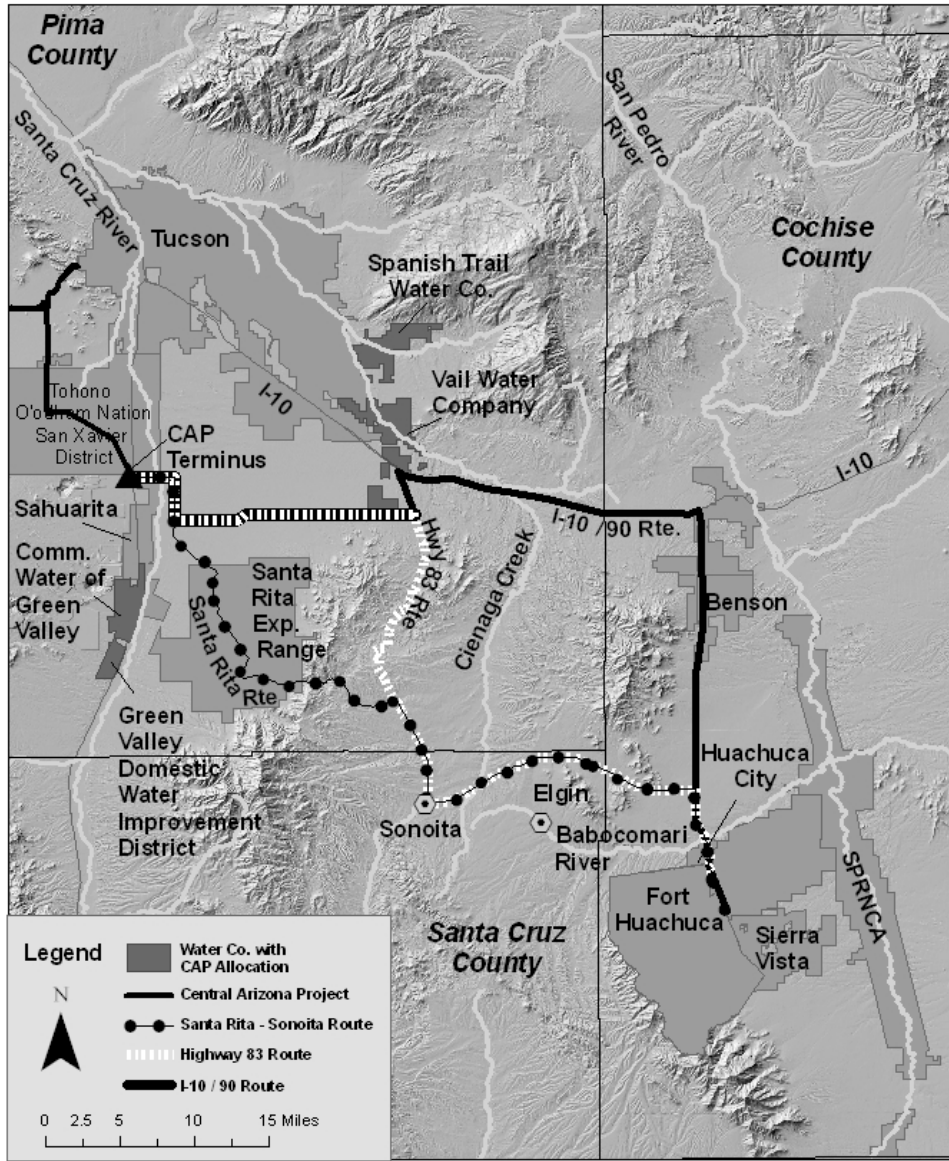 Pima
County
Santa Cruz River
Tucson
San Pedro
River
Cochise
County
Spanish Trail
Water Co.
I-10
Vail Water
Company
I-10
Tohono
O'odham Nation
San Xavier
District
CAP
Terminus
Sahuarita
Comm.
Water of
Green
Valley
Santa
Rita
Exp.
Range
Santa Rita
Rte
Hwy 83 Rte
Cienaga Creek
I-10 / 90 Rte.
Benson
Green
Valley
Domestic
Water
Improvement
District
Huachuca
City
Sonoita
Elgin
Babocomari
River
Fort
Huachuca
Sierra
Vista
SPRNCA
Santa Cruz
County
Legend
N
Water Co. with
CAP Allocation
Central Arizona Project
Santa Rita - Sonoita Route
Highway 83 Route
I-10 / 90 Route
0 2.5 5 10 15 Miles